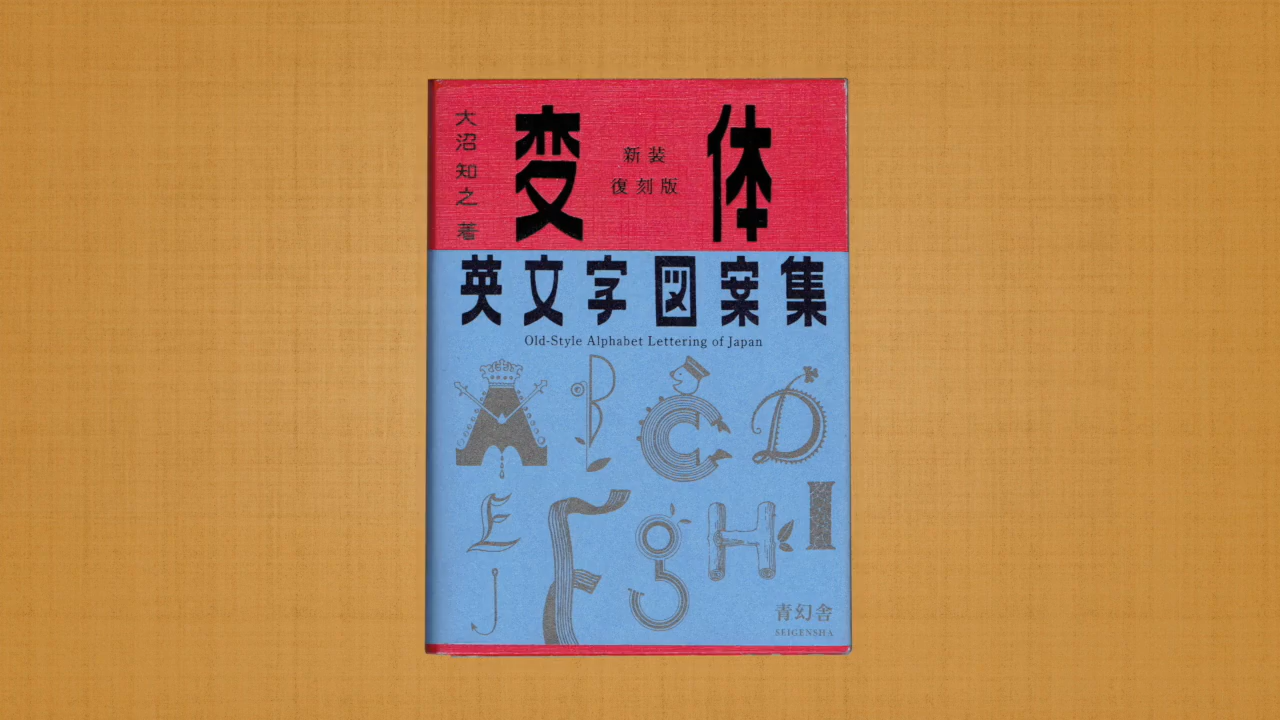 大沼知之 著
変体
新装
復刻版
英文字図案集
Old-Style Alphabet Lettering of Japan
A B C D
E F g H I
J
青幻舎
SEIGENSHA